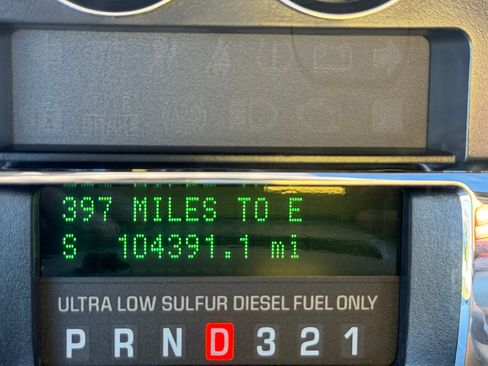 397 MILES TO E
S 104391.1 mi
ULTRA LOW SULFUR DIESEL FUEL ONLY
P R N D 3 2 1